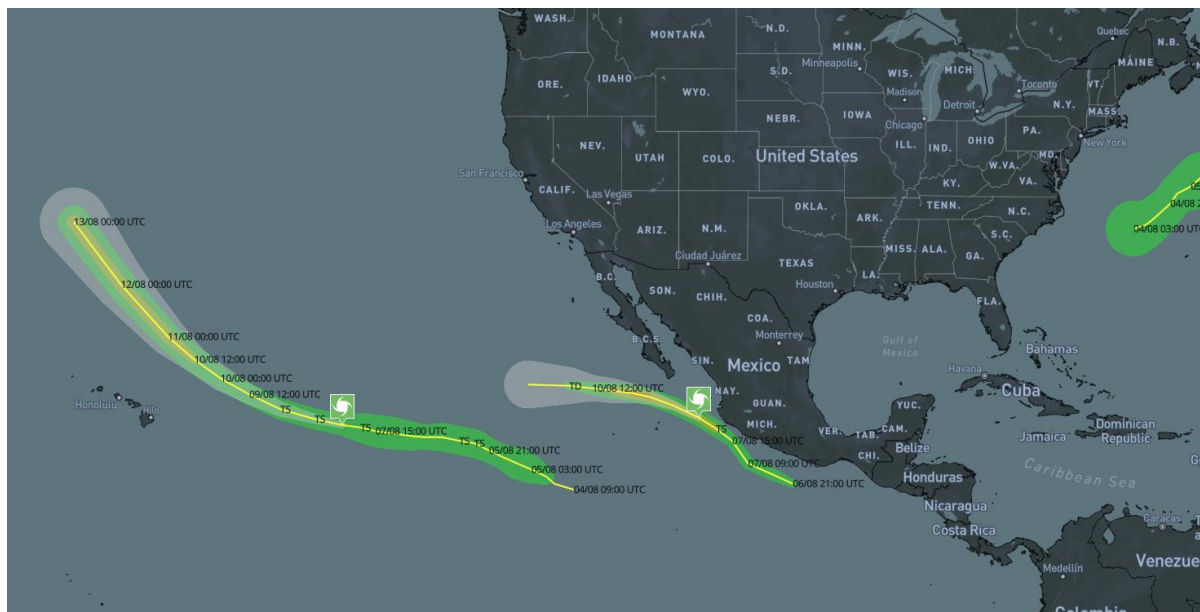 WASH.
MONTANA
N.D.
MINN.
Minneapolis
Quebec
N.B.
MAINE
ORE.
IDAHO
WYO.
S.D.
WIS.
Madison
MICH.
Toronto
VT.
N.Y.
MASS.
NEBR.
IOWA
Chicago
Detroit
PA.
New York
NEV.
UTAH
COLO.
United States
ILL.
IND.
OHIO
W.VA.
MD.
San Francisco
CALIF.
Las Vegas
KY.
VA.
Los Angeles
ARIZ.
N.M.
OKLA.
ARK.
TENN.
N.C.
Ciudad Juárez
TEXAS
MISS.
ALA.
GA.
S.C.
LA.
Houston
FLA.
04/08 03:00 UTC
B.C.
SON.
CHIH.
COA.
Monterrey
B.C.S.
SIN.
Mexico
TAM.
Gulf of
Mexico
Havana
Bahamas
Cuba
NAY.
GUAN.
MICH.
VER.
TAB.
CAM.
YUC.
CHI.
Belize
Honduras
Nicaragua
Costa Rica
Jamaica
Dominican
Republic
Caribbean Sea
Caracas
Venezue
Medellín
Colombia
Honolulu
Hilo
13/08 00:00 UTC
12/08 00:00 UTC
11/08 00:00 UTC
10/08 12:00 UTC
10/08 00:00 UTC
09/08 12:00 UTC
TS
TS
TS
07/08 15:00 UTC
TS
TS
05/08 21:00 UTC
05/08 03:00 UTC
04/08 09:00 UTC
TD
10/08 12:00 UTC
TS
07/08 15:00 UTC
07/08 09:00 UTC
06/08 21:00 UTC